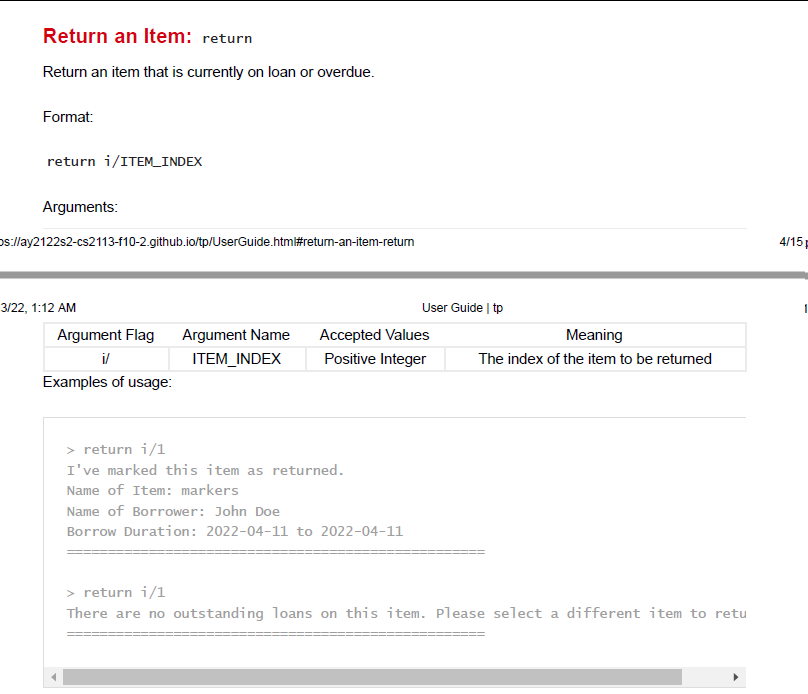 Return an Item: return
Return an item that is currently on loan or overdue.
Format:
return i/ITEM_INDEX
Arguments:
ps://ay2122s2-cs2113-f10-2.github.io/tp/UserGuide.html#return-an-item-return 4/15
3/22, 1:12 AM User Guide | tp
Argument Flag Argument Name Accepted Values Meaning
i/ ITEM_INDEX Positive Integer The index of the item to be returned
Examples of usage:
> return i/1
I've marked this item as returned.
Name of Item: markers
Name of Borrower: John Doe
Borrow Duration: 2022-04-11 to 2022-04-11
===================================================
> return i/1
There are no outstanding loans on this item. Please select a different item to retu
===================================================